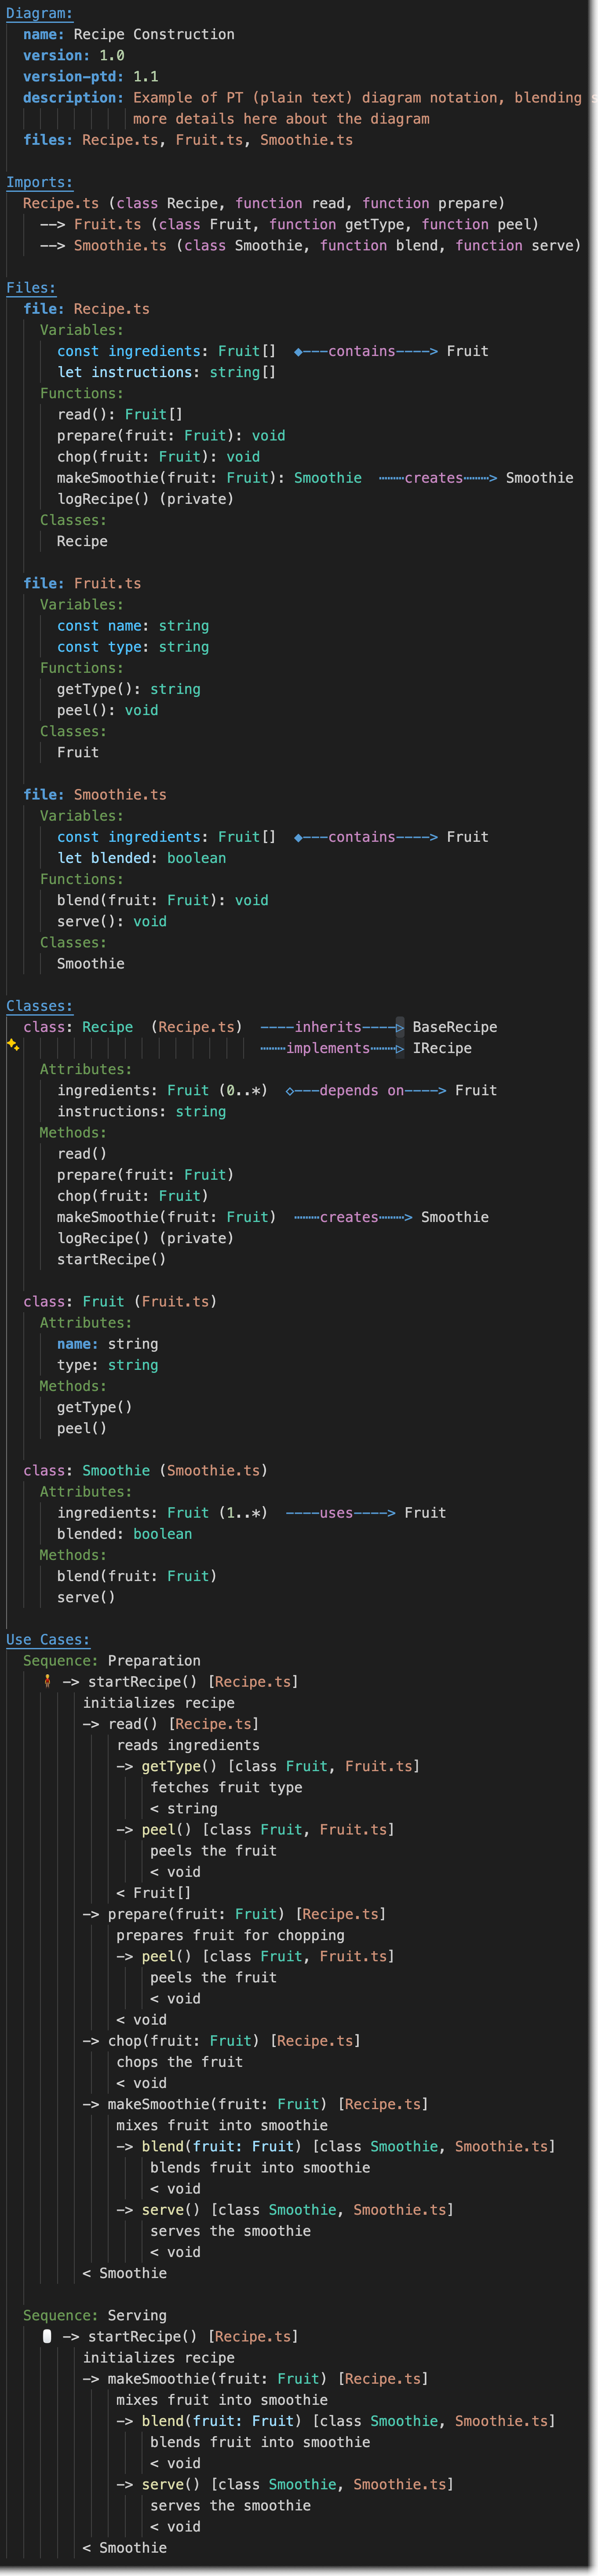 Diagram:
name: Recipe Construction
version: 1.0
version-ptd: 1.1
description: Example of PT (plain text) diagram notation, blending
more details here about the diagram
files: Recipe.ts, Fruit.ts, Smoothie.ts
Imports:
Recipe.ts (class Recipe, function read, function prepare)
--> Fruit.ts (class Fruit, function getType, function peel)
--> Smoothie.ts (class Smoothie, function blend, function serve)
Files:
file: Recipe.ts
Variables:
const ingredients: Fruit[] ◆---contains----> Fruit
let instructions: string[]
Functions:
read(): Fruit[]
prepare(fruit: Fruit): void
chop(fruit: Fruit): void
makeSmoothie(fruit: Fruit): Smoothie ┈┈┈creates┈┈┈> Smoothie
logRecipe() (private)
Classes:
Recipe
file: Fruit.ts
Variables:
const name: string
const type: string
Functions:
getType(): string
peel(): void
Classes:
Fruit
file: Smoothie.ts
Variables:
const ingredients: Fruit[] ◆---contains----> Fruit
let blended: boolean
Functions:
blend(fruit: Fruit): void
serve(): void
Classes:
Smoothie
Classes:
class: Recipe (Recipe.ts) ----inherits----▷ BaseRecipe
┈┈┈implements┈┈┈▷ IRecipe
Attributes:
ingredients: Fruit (0..*) ◇---depends on----> Fruit
instructions: string
Methods:
read()
prepare(fruit: Fruit)
chop(fruit: Fruit)
makeSmoothie(fruit: Fruit) ┈┈┈creates┈┈┈> Smoothie
logRecipe() (private)
startRecipe()
class: Fruit (Fruit.ts)
Attributes:
name: string
type: string
Methods:
getType()
peel()
class: Smoothie (Smoothie.ts)
Attributes:
ingredients: Fruit (1..*) ----uses----> Fruit
blended: boolean
Methods:
blend(fruit: Fruit)
serve()
Use Cases:
Sequence: Preparation
-> startRecipe() [Recipe.ts]
initializes recipe
-> read() [Recipe.ts]
reads ingredients
-> getType() [class Fruit, Fruit.ts]
fetches fruit type
< string
-> peel() [class Fruit, Fruit.ts]
peels the fruit
< void
< Fruit[]
-> prepare(fruit: Fruit) [Recipe.ts]
prepares fruit for chopping
-> peel() [class Fruit, Fruit.ts]
peels the fruit
< void
< void
-> chop(fruit: Fruit) [Recipe.ts]
chops the fruit
< void
-> makeSmoothie(fruit: Fruit) [Recipe.ts]
mixes fruit into smoothie
-> blend(fruit: Fruit) [class Smoothie, Smoothie.ts]
blends fruit into smoothie
< void
-> serve() [class Smoothie, Smoothie.ts]
serves the smoothie
< void
< Smoothie
Sequence: Serving
-> startRecipe() [Recipe.ts]
initializes recipe
-> makeSmoothie(fruit: Fruit) [Recipe.ts]
mixes fruit into smoothie
-> blend(fruit: Fruit) [class Smoothie, Smoothie.ts]
blends fruit into smoothie
< void
-> serve() [class Smoothie, Smoothie.ts]
serves the smoothie
< void
< Smoothie